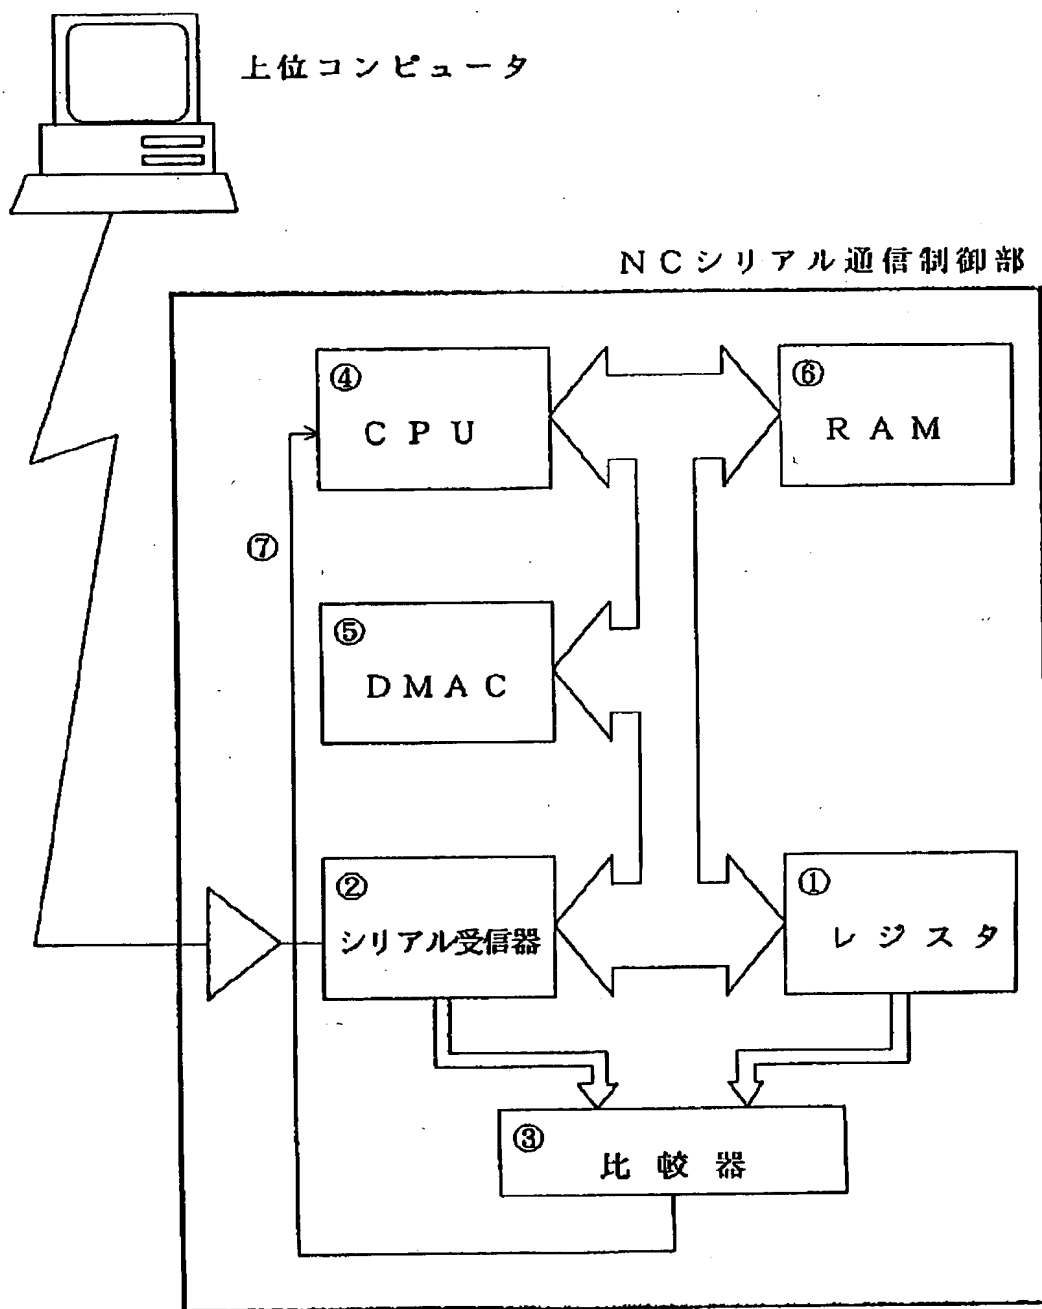 上位コンピュータ
NCシリアル通信制御部
④
CPU
⑥
RAM
⑦
⑤
DMAC
②
シリアル受信器
①
レジスタ
③
比較器